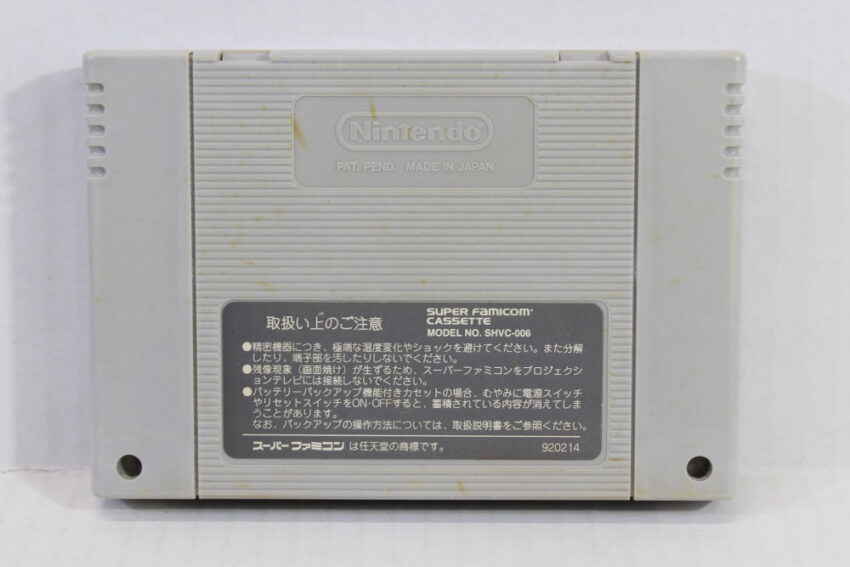 Nintendo
PAT. PEND. MADE IN JAPAN
取扱い上のご注意
SUPER FAMICOM
CASSETTE
MODEL NO. SHVC-006
●精密機器につき、極端な温度変化やショックを避けてください。また分解
したり、端子部を汚したりしないでください。
●残像現象（画面焼け）が生ずるため、スーパーファミコンをプロジェクシ
ョンテレビには接続しないでください。
●バッテリーバックアップ機能付きカセットの場合、むやみに電源スイッチ
やリセットスイッチをON-OFFすると、蓄積されている内容が消えてしま
うことがあります。
なお、バックアップの操作方法については、取扱説明書をご参照ください。
スーパーファミコン は任天堂の商標です。
920214